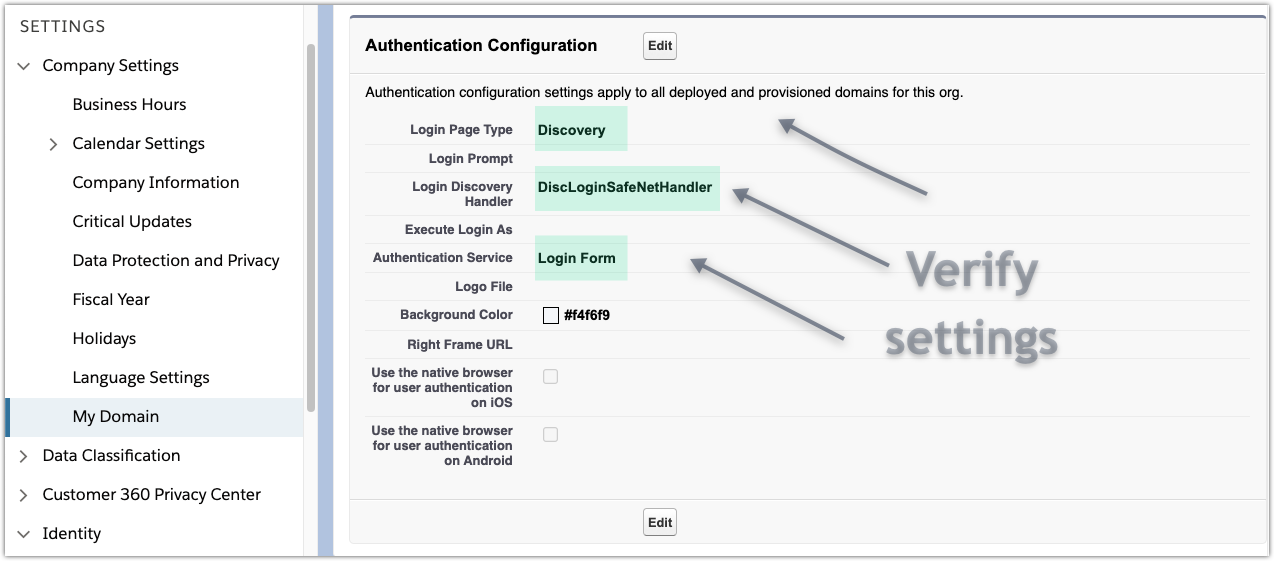 SETTINGS
Company Settings
Business Hours
Calendar Settings
Company Information
Critical Updates
Data Protection and Privacy
Fiscal Year
Holidays
Language Settings
My Domain
Data Classification
Customer 360 Privacy Center
Identity
Authentication Configuration Edit
Authentication configuration settings apply to all deployed and provisioned domains for this org.
Login Page Type Discovery
Login Prompt
Login Discovery
Handler DiscLoginSafeNetHandler
Execute Login As
Authentication Service Login Form
Logo File
Background Color #f4f6f9
Right Frame URL
Use the native browser
for user authentication
on iOS
Use the native browser
for user authentication
on Android
Edit
Verify
settings